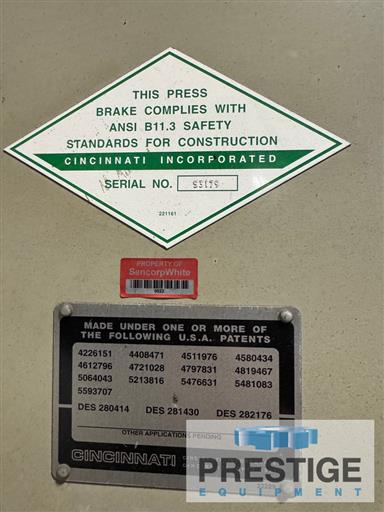 THIS PRESS
BRAKE COMPLIES WITH
ANSI B11.3 SAFETY
STANDARDS FOR CONSTRUCTION
CINCINNATI INCORPORATED
SERIAL NO.
221161
PROPERTY OF
SencorpWhite
MADE UNDER ONE OR MORE OF
THE FOLLOWING U.S.A. PATENTS
4226151 4408471 4511976 4580434
4612796 4721028 4797831 4819467
5064043 5213816 5476631 5481083
5593707
DES 280414 DES 281430 DES 282176
OTHER APPLICATIONS PENDING
CINCINNATI
PRESTIGE
EQUIPMENT